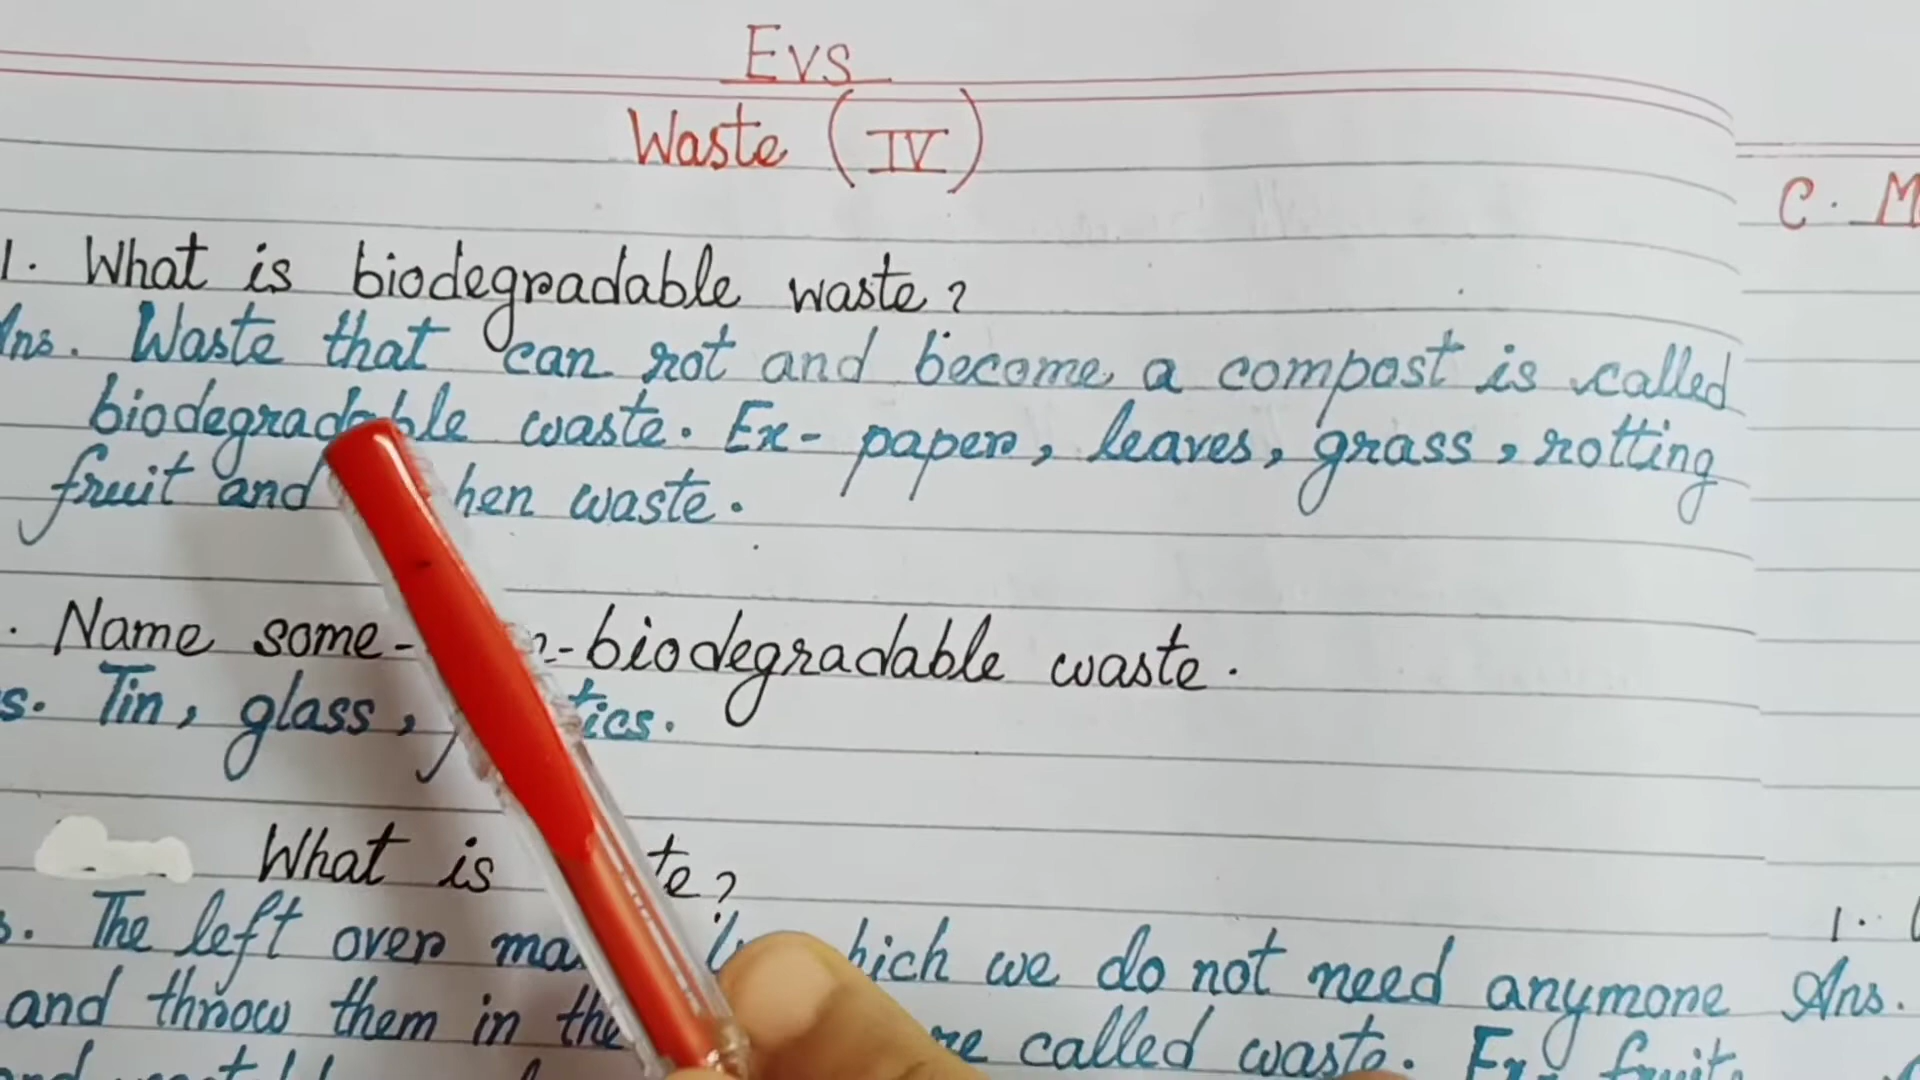 Evs
Waste (IV)
C. M
1. What is biodegradable waste?
Ans. Waste that can rot and become a compost is called
biodegradable waste. Ex- paper, leaves, grass, rotting
fruit and hen waste.
. Name some- -biodegradable waste.
s. Tin, glass, tics.
What is te?
s. The left over ma hich we do not need anymore
and throw them in the re called waste. Ex- fruit
1.
Ans.